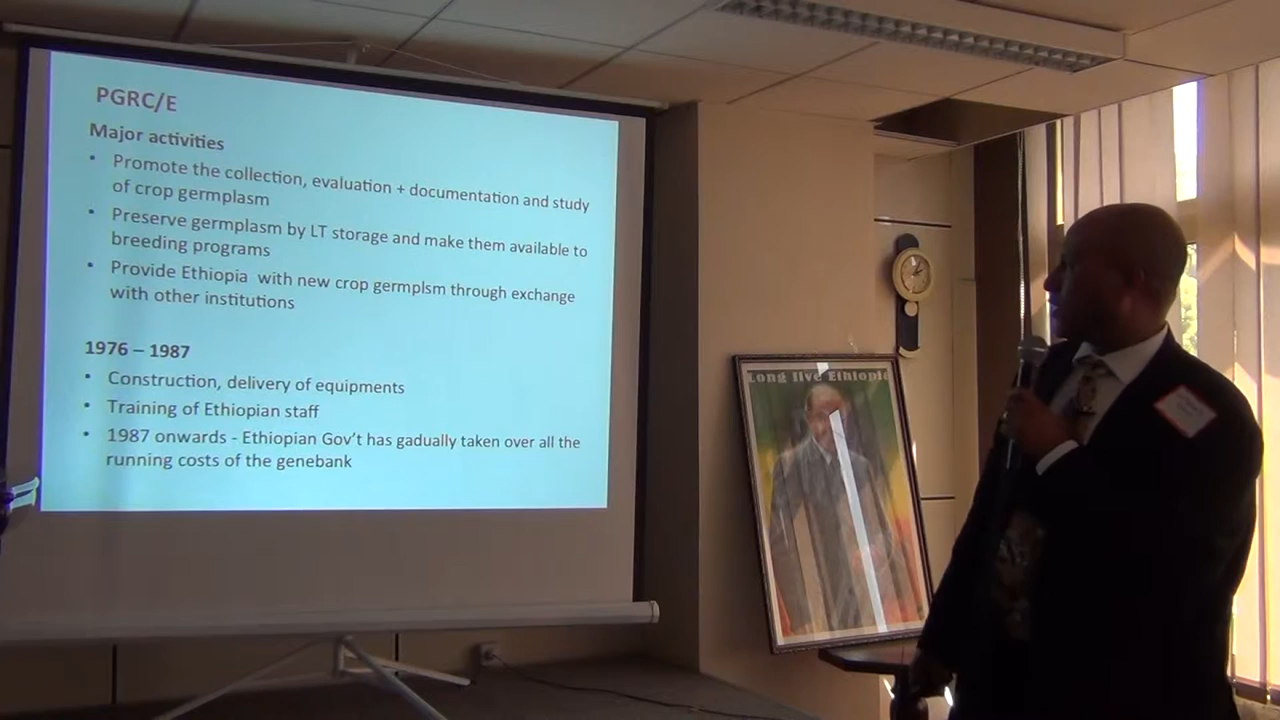 PGRC/E
Major activities
• Promote the collection, evaluation + documentation and study
of crop germplasm
• Preserve germplasm by LT storage and make them available to
breeding programs
• Provide Ethiopia with new crop germplsm through exchange
with other institutions
1976 – 1987
• Construction, delivery of equipments
• Training of Ethiopian staff
• 1987 onwards - Ethiopian Gov't has gadually taken over all the
running costs of the genebank
Long live Ethiopia